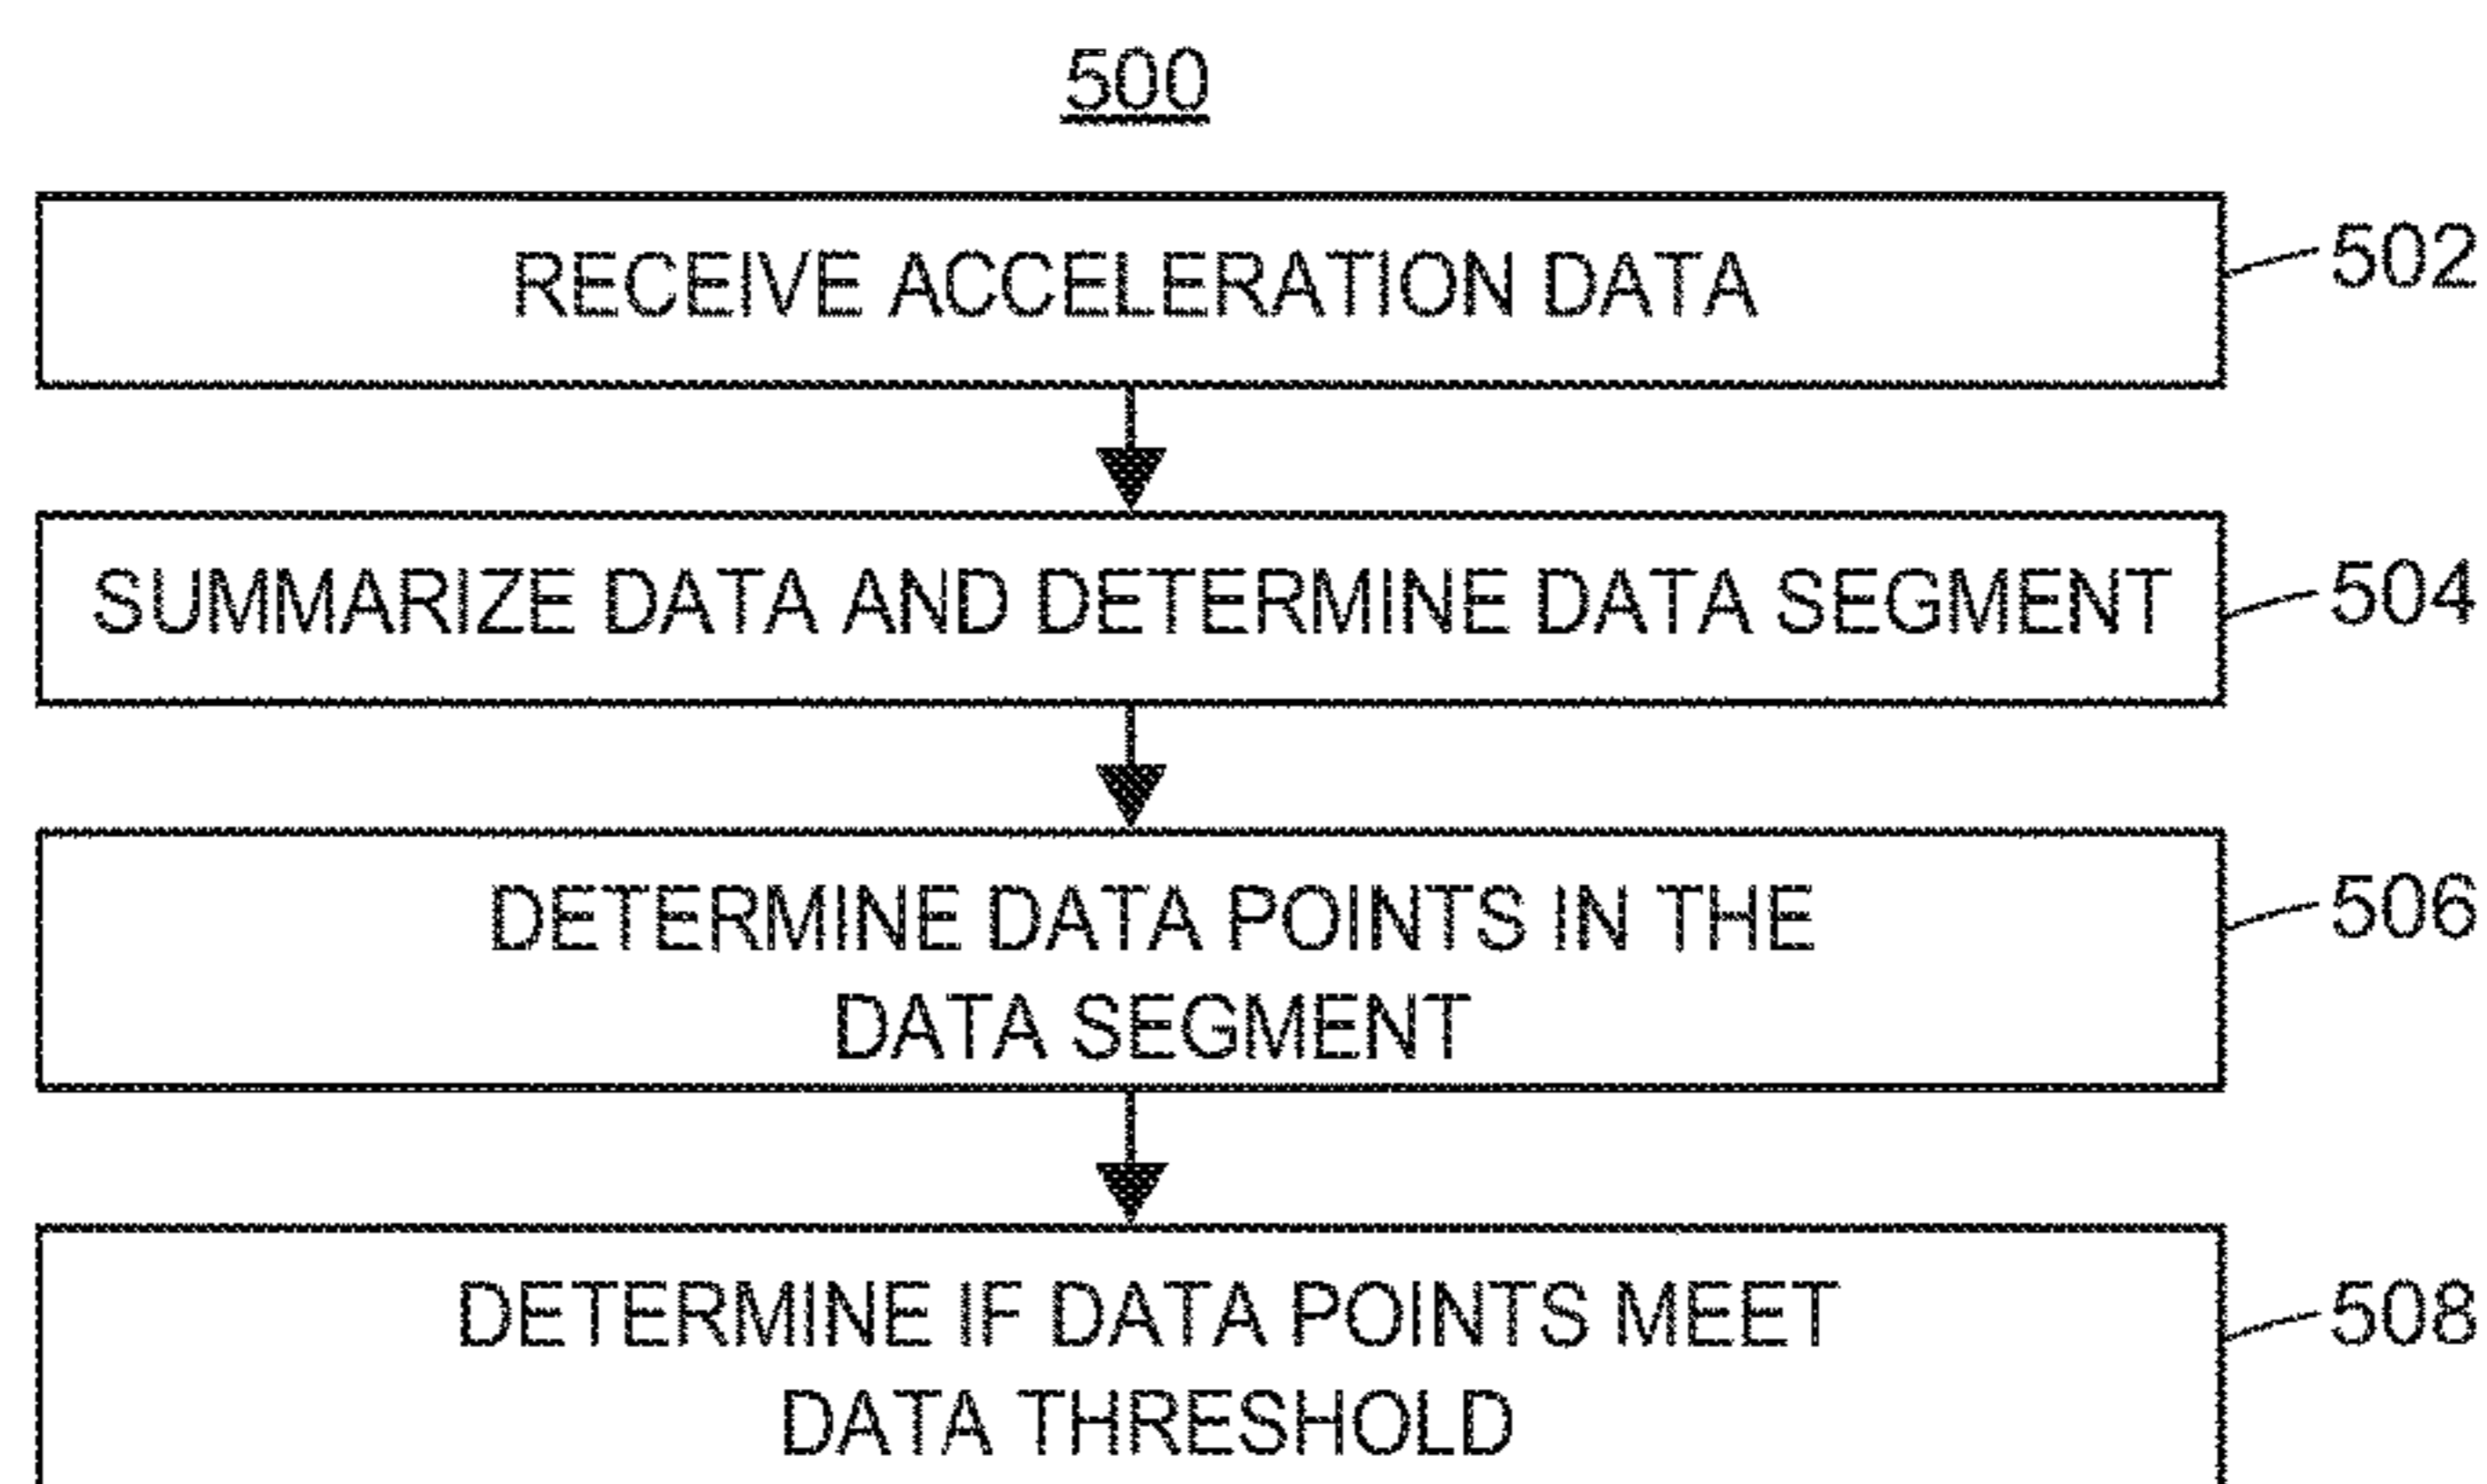 500
RECEIVE ACCELERATION DATA
502
SUMMARIZE DATA AND DETERMINE DATA SEGMENT
504
DETERMINE DATA POINTS IN THE
DATA SEGMENT
506
DETERMINE IF DATA POINTS MEET
DATA THRESHOLD
508